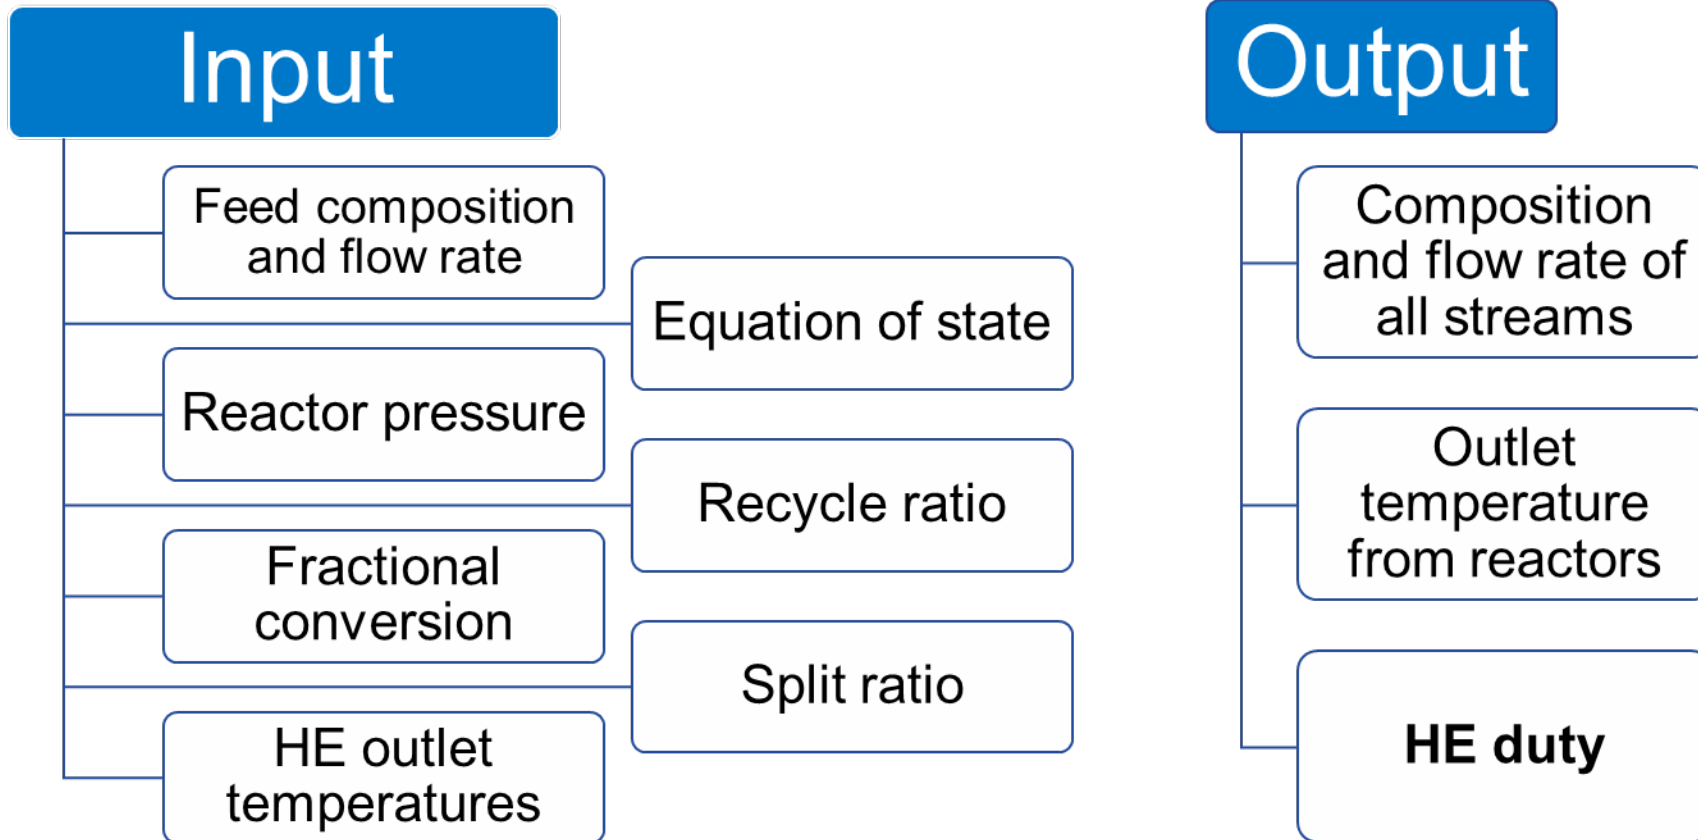 Input
Feed composition
and flow rate
Equation of state
Reactor pressure
Recycle ratio
Fractional
conversion
Split ratio
HE outlet
temperatures
Output
Composition
and flow rate of
all streams
Outlet
temperature
from reactors
HE duty